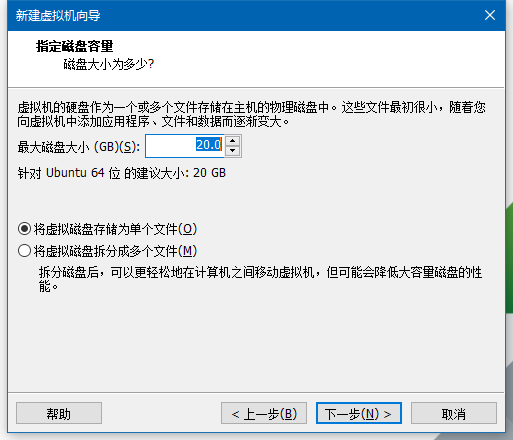 新建虚拟机向导
指定磁盘容量
磁盘大小为多少?
虚拟机的硬盘作为一个或多个文件存储在主机的物理磁盘中。这些文件最初很小，随着您
向虚拟机中添加应用程序、文件和数据而逐渐变大。
最大磁盘大小 (GB)(S): 20.0
针对 Ubuntu 64 位 的建议大小: 20 GB
将虚拟磁盘存储为单个文件(O)
将虚拟磁盘拆分成多个文件(M)
拆分磁盘后，可以更轻松地在计算机之间移动虚拟机，但可能会降低大容量磁盘的性
能。
帮助 < 上一步(B) 下一步(N) > 取消